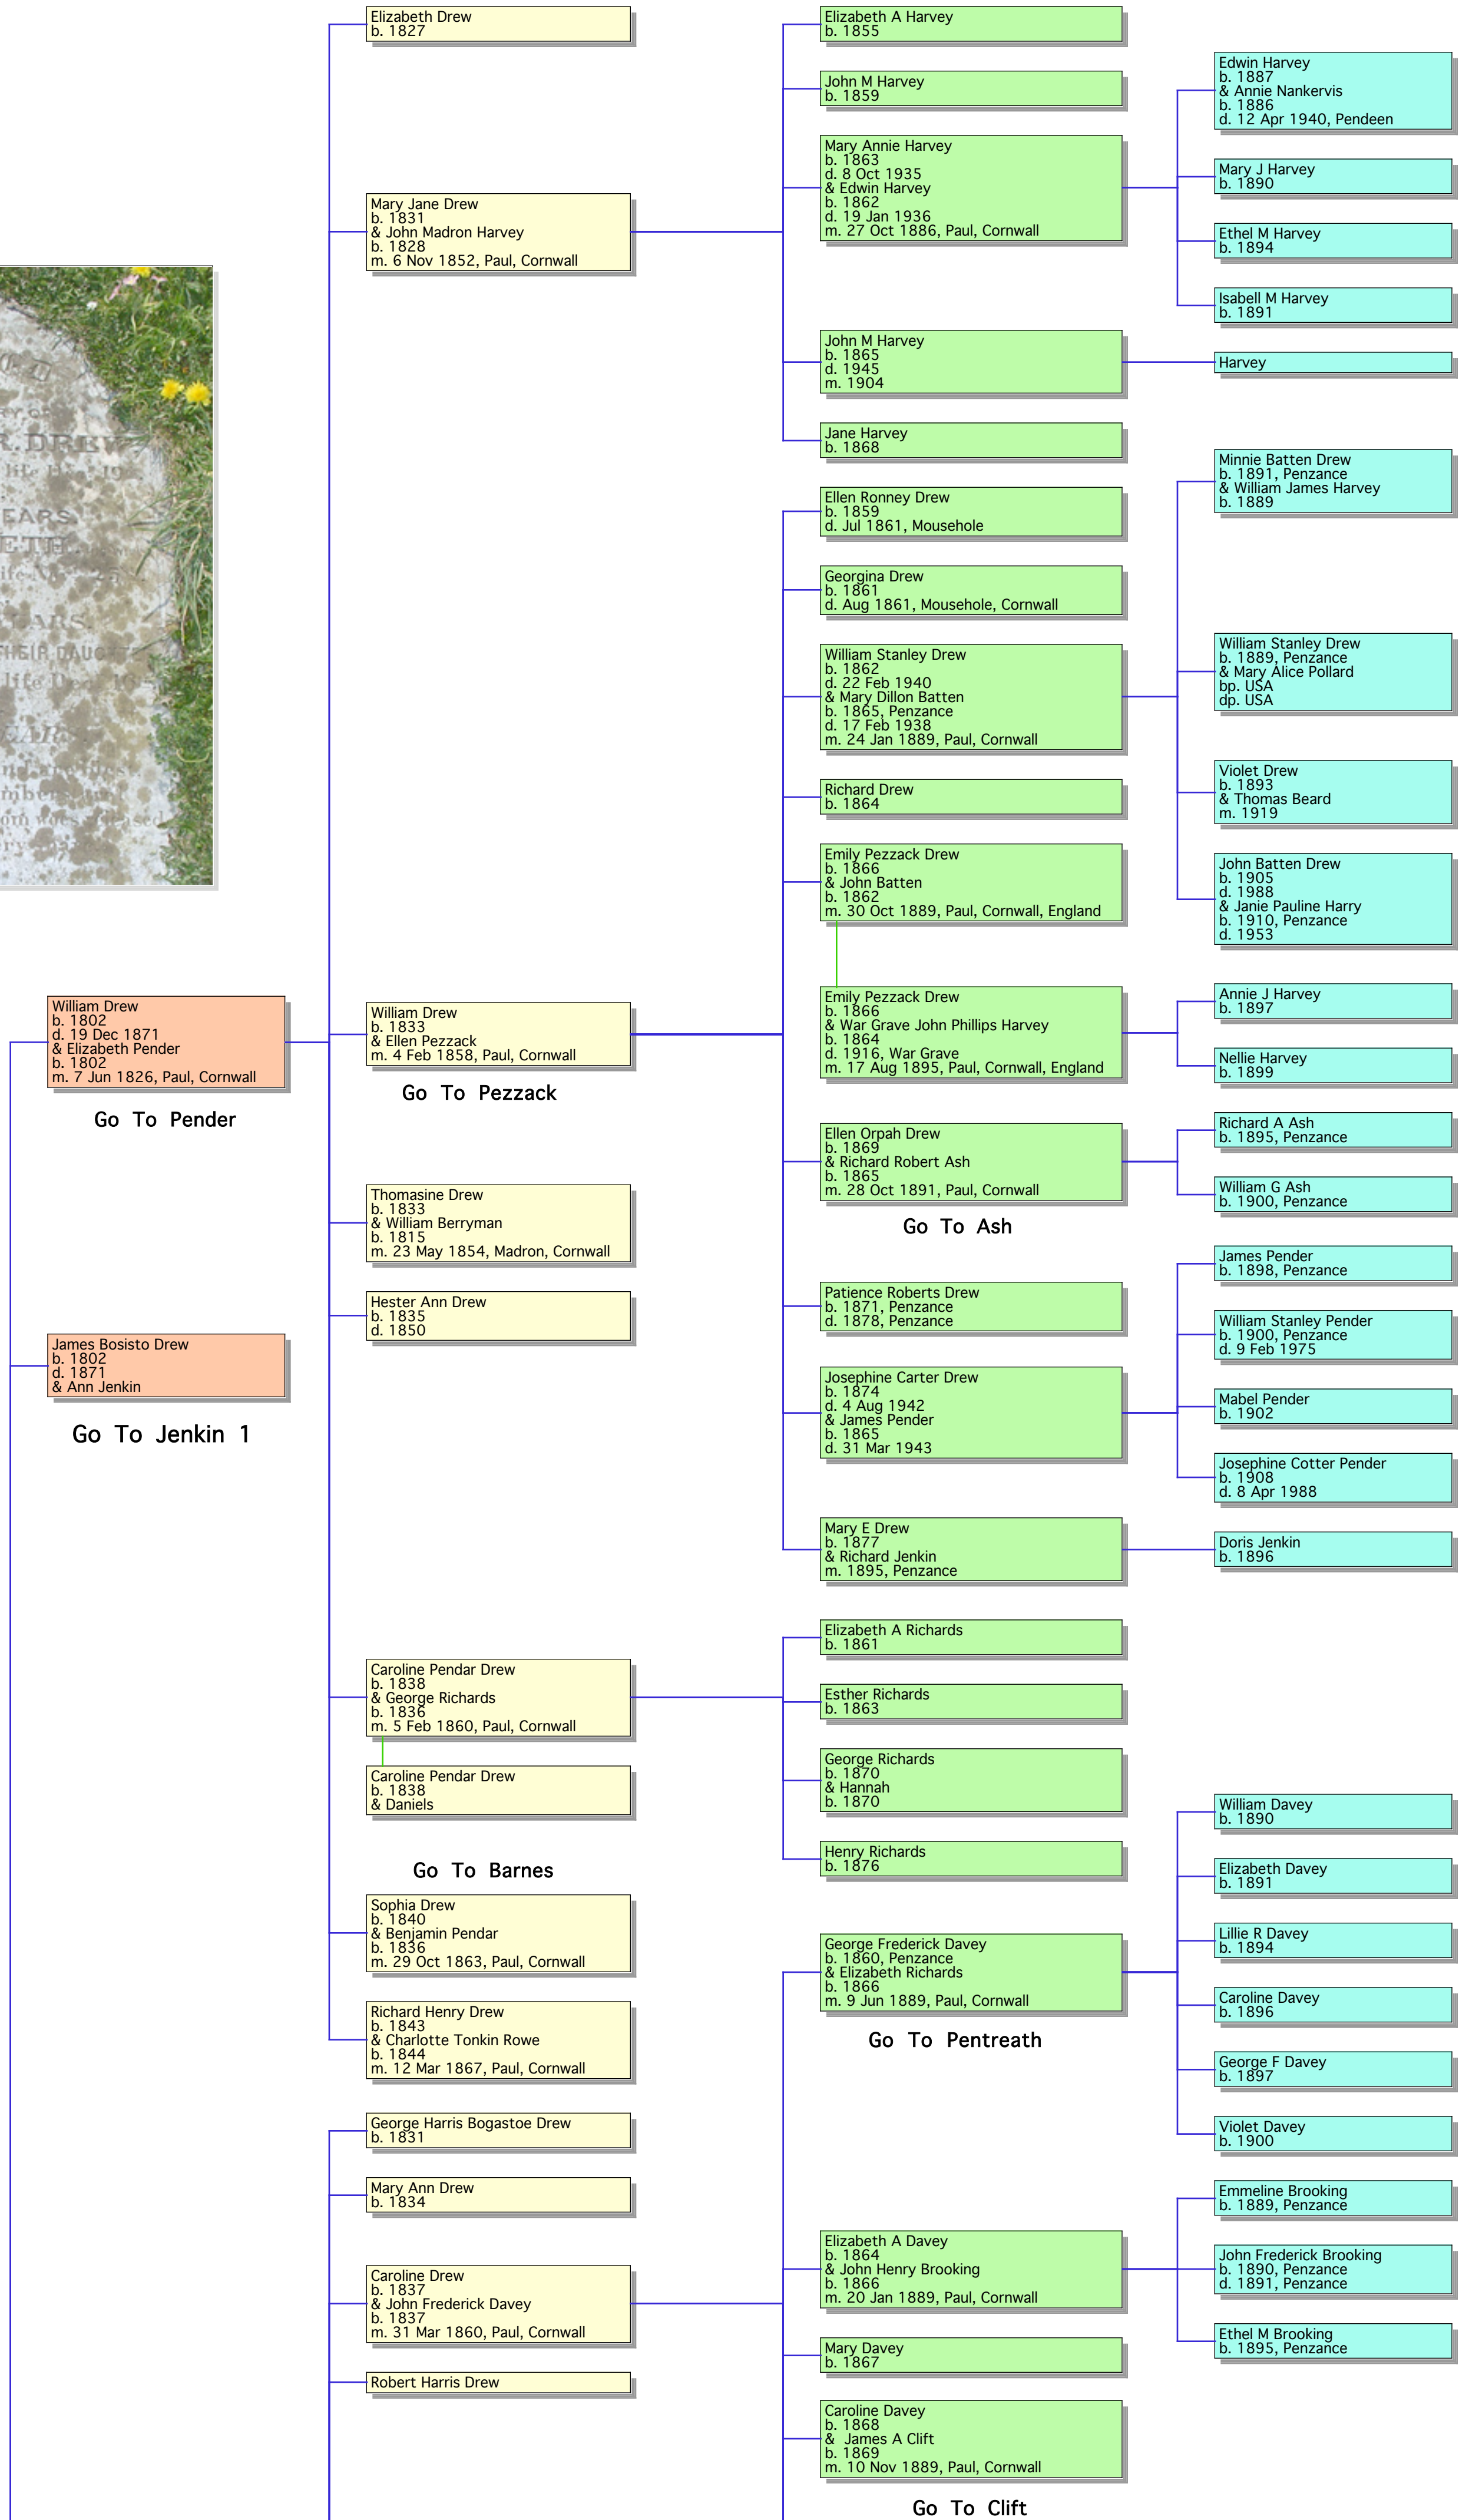 R. DREW
life
YEARS
ETH.
THEIR DAUG
life
William Drew
b. 1802
d. 19 Dec 1871
& Elizabeth Pender
b. 1802
m. 7 Jun 1826, Paul, Cornwall
Go To Pender
James Bosisto Drew
b. 1802
d. 1871
& Ann Jenkin
Go To Jenkin 1
Elizabeth Drew
b. 1827
Mary Jane Drew
b. 1831
& John Madron Harvey
b. 1828
m. 6 Nov 1852, Paul, Cornwall
William Drew
b. 1833
& Ellen Pezzack
m. 4 Feb 1858, Paul, Cornwall
Go To Pezzack
Thomasine Drew
b. 1833
& William Berryman
b. 1815
m. 23 May 1854, Madron, Cornwall
Hester Ann Drew
b. 1835
d. 1850
Caroline Pendar Drew
b. 1838
& George Richards
b. 1836
m. 5 Feb 1860, Paul, Cornwall
Caroline Pendar Drew
b. 1838
& Daniels
Go To Barnes
Sophia Drew
b. 1840
& Benjamin Pendar
b. 1836
m. 29 Oct 1863, Paul, Cornwall
Richard Henry Drew
b. 1843
& Charlotte Tonkin Rowe
b. 1844
m. 12 Mar 1867, Paul, Cornwall
George Harris Bogastoe Drew
b. 1831
Mary Ann Drew
b. 1834
Caroline Drew
b. 1837
& John Frederick Davey
b. 1837
m. 31 Mar 1860, Paul, Cornwall
Robert Harris Drew
Elizabeth A Harvey
b. 1855
John M Harvey
b. 1859
Mary Annie Harvey
b. 1863
d. 8 Oct 1935
& Edwin Harvey
b. 1862
d. 19 Jan 1936
m. 27 Oct 1886, Paul, Cornwall
John M Harvey
b. 1865
d. 1945
m. 1904
Jane Harvey
b. 1868
Ellen Ronney Drew
b. 1859
d. Jul 1861, Mousehole
Georgina Drew
b. 1861
d. Aug 1861, Mousehole, Cornwall
William Stanley Drew
b. 1862
d. 22 Feb 1940
& Mary Dillon Batten
b. 1865, Penzance
d. 17 Feb 1938
m. 24 Jan 1889, Paul, Cornwall
Richard Drew
b. 1864
Emily Pezzack Drew
b. 1866
& John Batten
b. 1862
m. 30 Oct 1889, Paul, Cornwall, England
Emily Pezzack Drew
b. 1866
& War Grave John Phillips Harvey
b. 1864
d. 1916, War Grave
m. 17 Aug 1895, Paul, Cornwall, England
Ellen Orpah Drew
b. 1869
& Richard Robert Ash
b. 1865
m. 28 Oct 1891, Paul, Cornwall
Go To Ash
Patience Roberts Drew
b. 1871, Penzance
d. 1878, Penzance
Josephine Carter Drew
b. 1874
d. 4 Aug 1942
& James Pender
b. 1865
d. 31 Mar 1943
Mary E Drew
b. 1877
& Richard Jenkin
m. 1895, Penzance
Elizabeth A Richards
b. 1861
Esther Richards
b. 1863
George Richards
b. 1870
& Hannah
b. 1870
Henry Richards
b. 1876
George Frederick Davey
b. 1860, Penzance
& Elizabeth Richards
b. 1866
m. 9 Jun 1889, Paul, Cornwall
Go To Pentreath
Elizabeth A Davey
b. 1864
& John Henry Brooking
b. 1866
m. 20 Jan 1889, Paul, Cornwall
Mary Davey
b. 1867
Caroline Davey
b. 1868
& James A Clift
b. 1869
m. 10 Nov 1889, Paul, Cornwall
Go To Clift
Edwin Harvey
b. 1887
& Annie Nankervis
b. 1886
d. 12 Apr 1940, Pendeen
Mary J Harvey
b. 1890
Ethel M Harvey
b. 1894
Isabell M Harvey
b. 1891
Harvey
Minnie Batten Drew
b. 1891, Penzance
& William James Harvey
b. 1889
William Stanley Drew
b. 1889, Penzance
& Mary Alice Pollard
bp. USA
dp. USA
Violet Drew
b. 1893
& Thomas Beard
m. 1919
John Batten Drew
b. 1905
d. 1988
& Janie Pauline Harry
b. 1910, Penzance
d. 1953
Annie J Harvey
b. 1897
Nellie Harvey
b. 1899
Richard A Ash
b. 1895, Penzance
William G Ash
b. 1900, Penzance
James Pender
b. 1898, Penzance
William Stanley Pender
b. 1900, Penzance
d. 9 Feb 1975
Mabel Pender
b. 1902
Josephine Cotter Pender
b. 1908
d. 8 Apr 1988
Doris Jenkin
b. 1896
William Davey
b. 1890
Elizabeth Davey
b. 1891
Lillie R Davey
b. 1894
Caroline Davey
b. 1896
George F Davey
b. 1897
Violet Davey
b. 1900
Emmeline Brooking
b. 1889, Penzance
John Frederick Brooking
b. 1890, Penzance
d. 1891, Penzance
Ethel M Brooking
b. 1895, Penzance